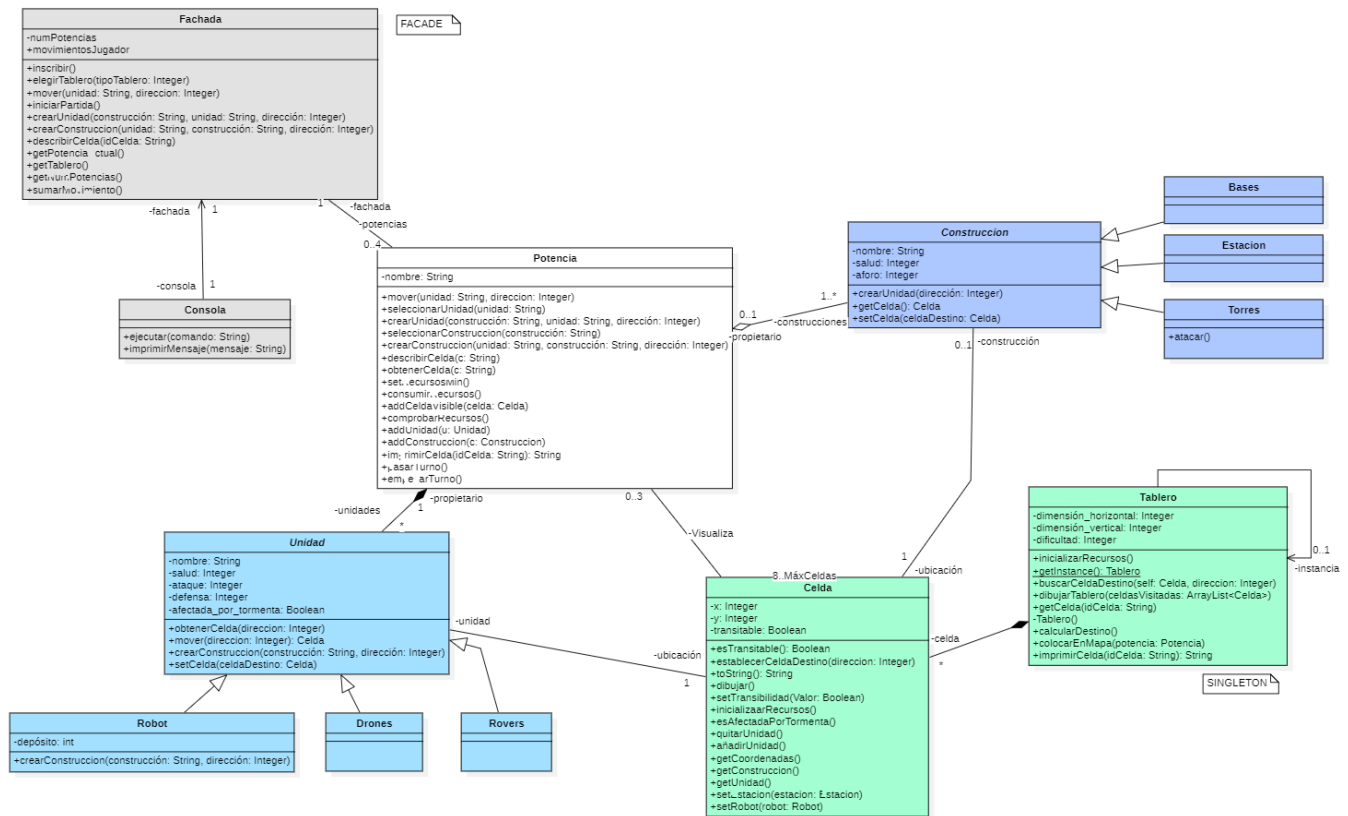 Fachada
-numPotencias
+movimientosJugador
+inscribir()
+elegirTablero(tipoTablero: Integer)
+mover(unidad: String, direccion: Integer)
+iniciarPartida()
+crearUnidad(construcción: String, unidad: String, dirección: Integer)
+crearConstruccion(unidad: String, construcción: String, dirección: Integer)
+describirCelda(idCelda: String)
+getPotencia ctual()
+getTablero()
FACADE
-fachada
1
1
-fachada
-potencias
0..4
-consola
1
Consola
+ejecutar(comando: String)
+imprimirMensaje(mensaje: String)
Potencia
-nombre: String
+mover(unidad: String, direccion: Integer)
+seleccionarUnidad(unidad: String)
+crearUnidad(construcción: String, unidad: String, dirección: Integer)
+seleccionarConstruccion(construcción: String)
+crearConstruccion(unidad: String, construcción: String, dirección: Integer)
+describirCelda(c: String)
+obtenerCelda(c: String)
+addCeldaVisible(celda: Celda)
+comprobarRecursos()
+addUnidad(u: Unidad)
+addConstruccion(c: Construccion)
(idCelda: String): String
0..1
-propietario
1..*
-construcciones
Construccion
-nombre: String
-salud: Integer
-aforo: Integer
+crearUnidad(dirección: Integer)
+getCelda(): Celda
+setCelda(celdaDestino: Celda)
Bases
Estacion
Torres
+atacar()
0..1
-construcción
1
-ubicación
-propietario
1
-unidades
*
0..3
-Visualiza
8..MáxCeldas
Unidad
-nombre: String
-salud: Integer
-ataque: Integer
-defensa: Integer
-afectada_por_tormenta: Boolean
+obtenerCelda(direccion: Integer)
+mover(direccion: Integer): Celda
+crearConstruccion(construcción: String, dirección: Integer)
+setCelda(celdaDestino: Celda)
-unidad
-ubicación
1
Robot
-depósito: int
+crearConstruccion(construcción: String, dirección: Integer)
Drones
Rovers
Celda
-x: Integer
-y: Integer
-transitable: Boolean
+esTransitable(): Boolean
+establecerCeldaDestino(direccion: Integer)
+toString(): String
+dibujar()
+setTransibilidad(Valor: Boolean)
+inicializaarRecursos()
+esAfectadaPorTormenta()
+quitarUnidad()
+añadirUnidad()
+getCoordenadas()
+getConstruccion()
+getUnidad()
(estacion: Estacion)
+setRobot(robot: Robot)
-celda
*
Tablero
-dimensión_horizontal: Integer
-dimensión_vertical: Integer
-dificultad: Integer
+inicializarRecursos()
+getInstance(): Tablero
+buscarCeldaDestino(self: Celda, direccion: Integer)
+dibujarTablero(celdasVisitadas: ArrayList<Celda>)
+getCelda(idCelda: String)
-Tablero()
+calcularDestino()
+colocarEnMapa(potencia: Potencia)
+imprimirCelda(idCelda: String): String
0..1
-instancia
SINGLETON